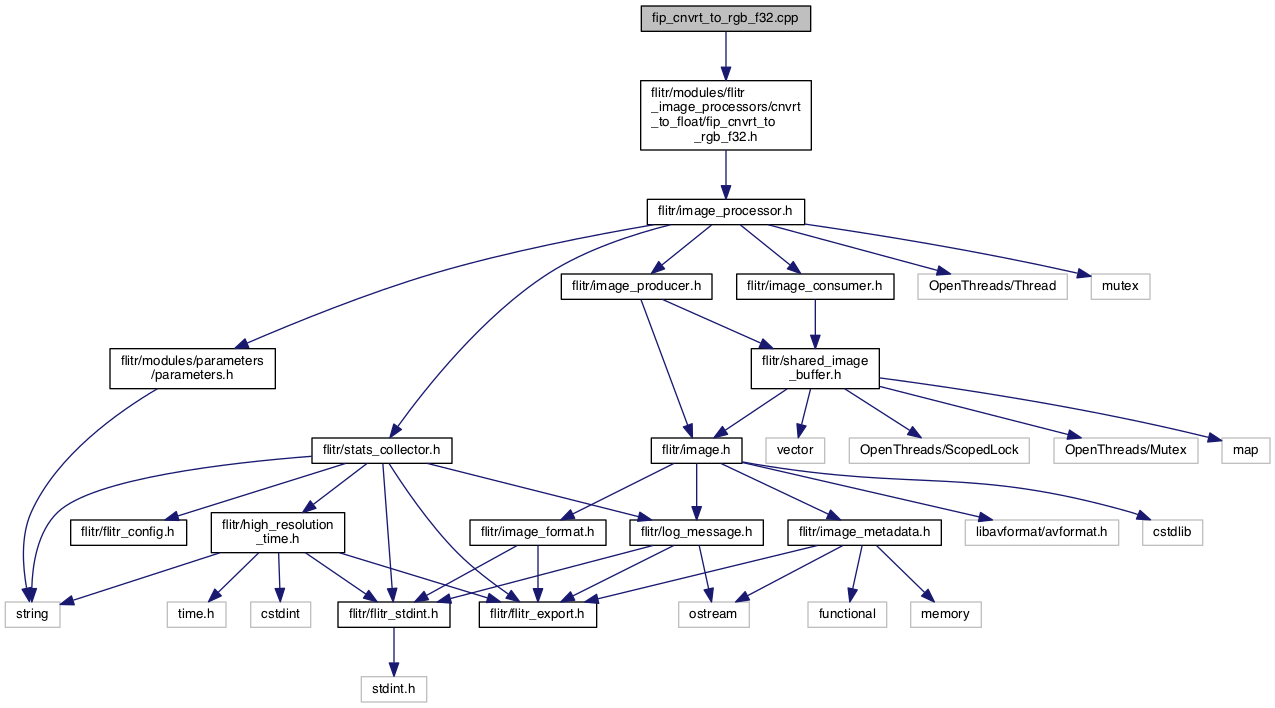 fip_cnvrt_to_rgb_f32.cpp
flitr/modules/flitr
_image_processors/cnvrt
_to_float/fip_cnvrt_to
_rgb_f32.h
flitr/image_processor.h
flitr/image_producer.h
flitr/image_consumer.h
OpenThreads/Thread
mutex
flitr/modules/parameters
/parameters.h
flitr/shared_image
_buffer.h
flitr/stats_collector.h
flitr/image.h
vector
OpenThreads/ScopedLock
OpenThreads/Mutex
map
flitr/flitr_config.h
flitr/high_resolution
_time.h
flitr/image_format.h
flitr/log_message.h
flitr/image_metadata.h
libavformat/avformat.h
cstdlib
string
time.h
cstdint
flitr/flitr_stdint.h
flitr/flitr_export.h
ostream
functional
memory
stdint.h